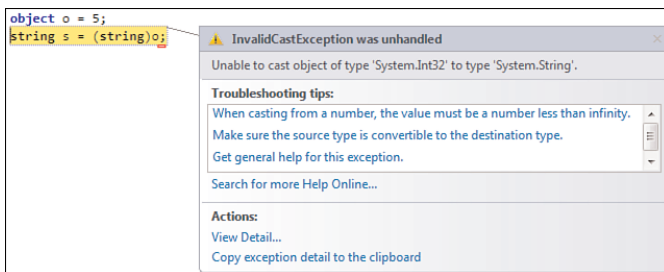 object o = 5;
string s = (string)o;
InvalidCastException was unhandled
Unable to cast object of type 'System.Int32' to type 'System.String'.
Troubleshooting tips:
When casting from a number, the value must be a number less than infinity.
Make sure the source type is convertible to the destination type.
Get general help for this exception.
Search for more Help Online...
Actions:
View Detail...
Copy exception detail to the clipboard